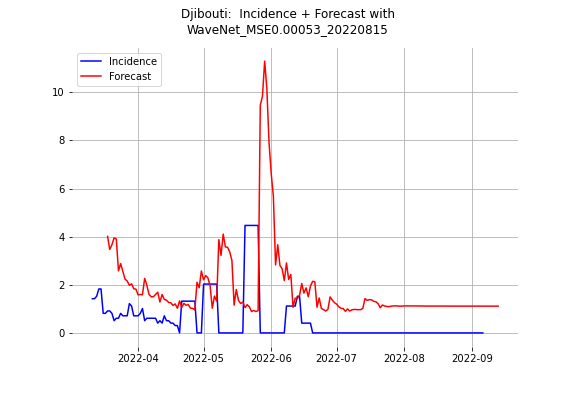 Djibouti:  Incidence + Forecast with
WaveNet_MSE0.00053_20220815
Incidence
Forecast
10
8
6
4
2
0
2022-04 2022-05 2022-06 2022-07 2022-08 2022-09